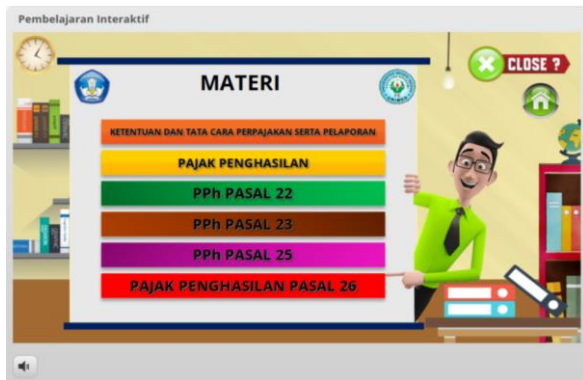 Pembelajaran Interaktif
MATERI
CLOSE ?
KETENTUAN DAN TATA CARA PERPAJAKAN SERTA PELAPORAN
PAJAK PENGHASILAN
PPh PASAL 22
PPh PASAL 23
PPh PASAL 25
PAJAK PENGHASILAN PASAL 26